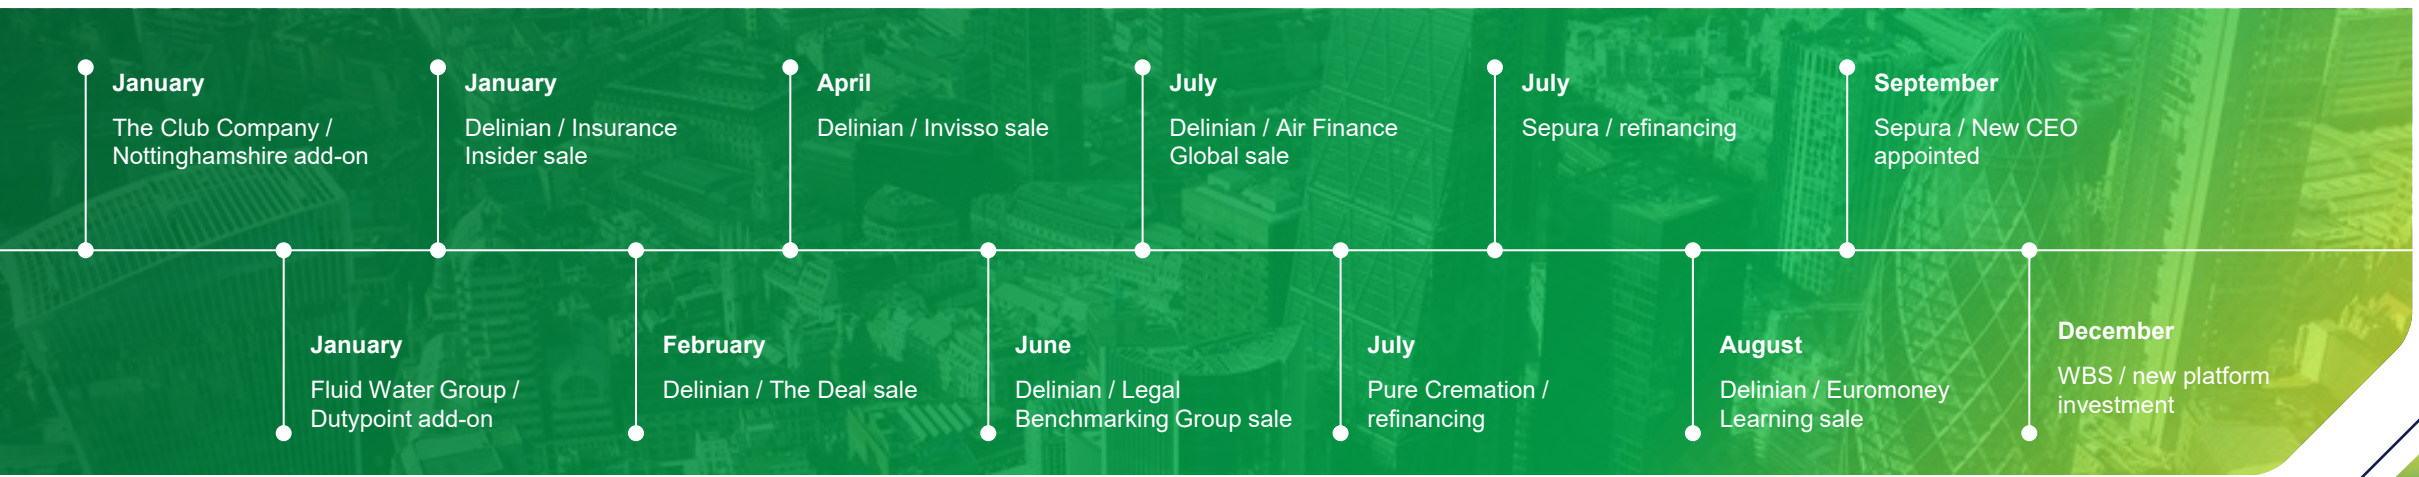 January
The Club Company /
Nottinghamshire add-on
January
Delinian / Insurance
Insider sale
April
Delinian / Invisso sale
July
Delinian / Air Finance
Global sale
July
Sepura / refinancing
September
Sepura / New CEO
appointed
January
Fluid Water Group /
Dutypoint add-on
February
Delinian / The Deal sale
June
Delinian / Legal
Benchmarking Group sale
July
Pure Cremation /
refinancing
August
Delinian / Euromoney
Learning sale
December
WBS / new platform
investment